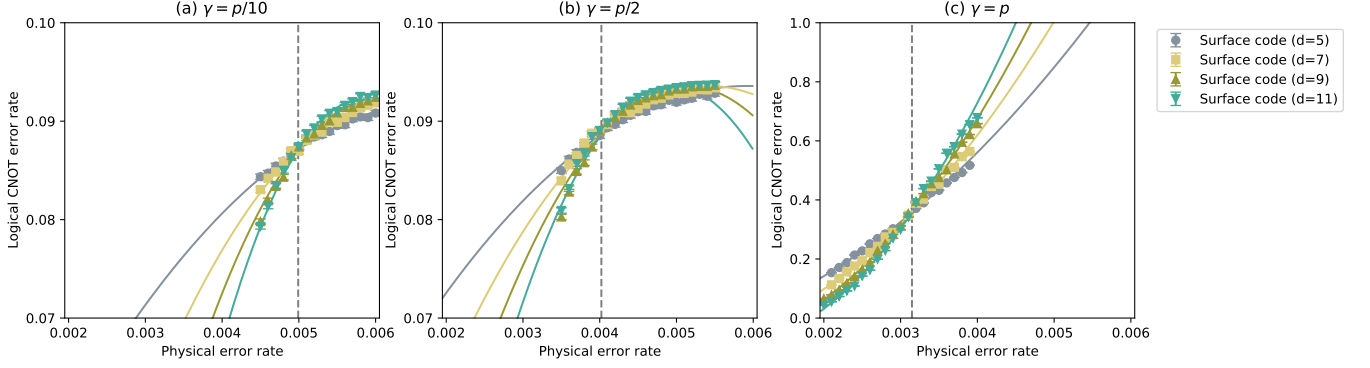 (a) γ = p/10
0.10
0.09
0.08
0.07
Logical CNOT error rate
0.002 0.003 0.004 0.005 0.006
Physical error rate
(b) γ = p/2
0.10
0.09
0.08
0.07
Logical CNOT error rate
0.002 0.003 0.004 0.005 0.006
Physical error rate
(c) γ = p
1.0
0.8
0.6
0.4
0.2
0.0
Logical CNOT error rate
0.002 0.003 0.004 0.005 0.006
Physical error rate
Surface code (d=5)
Surface code (d=7)
Surface code (d=9)
Surface code (d=11)